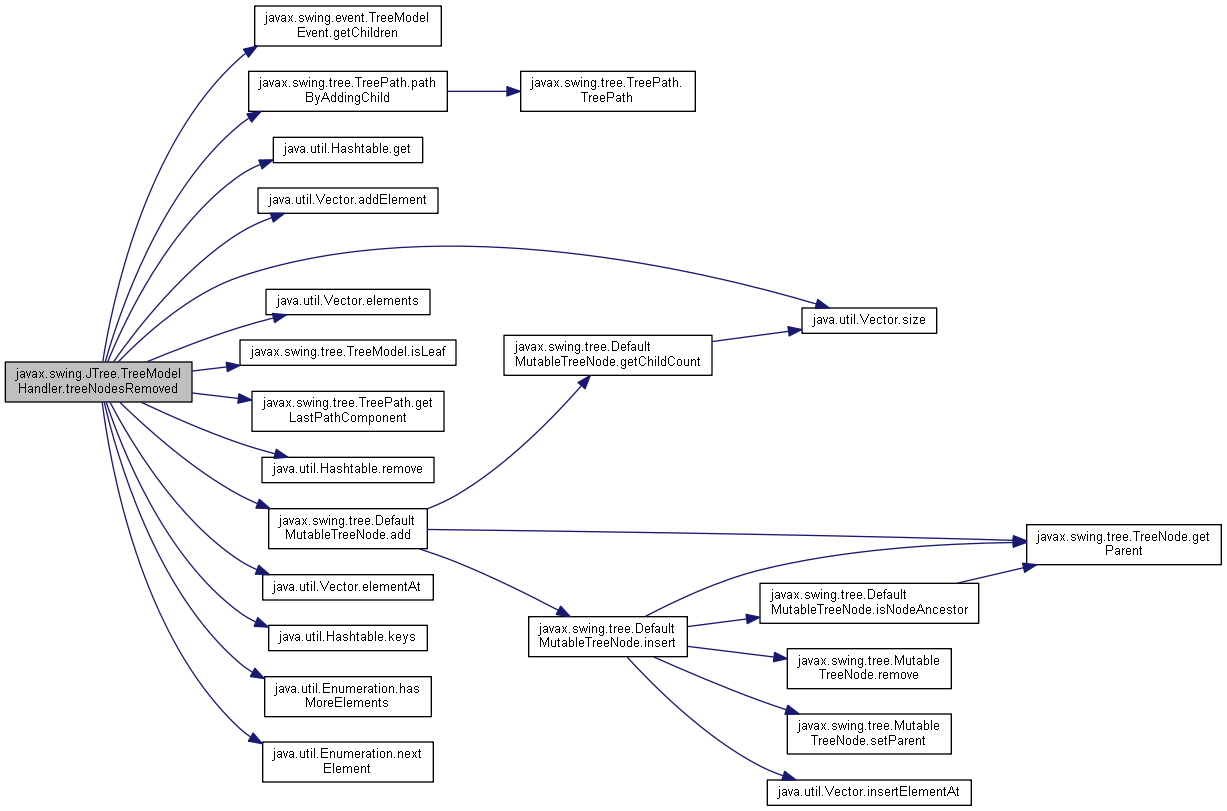 javax.swing.event.TreeModel
Event.getChildren
javax.swing.tree.TreePath.path
ByAddingChild
javax.swing.tree.TreePath.
TreePath
java.util.Hashtable.get
java.util.Vector.addElement
java.util.Vector.elements
java.util.Vector.size
javax.swing.tree.TreeModel.isLeaf
javax.swing.tree.Default
MutableTreeNode.getChildCount
javax.swing.JTree.TreeModel
Handler.treeNodesRemoved
javax.swing.tree.TreePath.get
LastPathComponent
java.util.Hashtable.remove
javax.swing.tree.Default
MutableTreeNode.add
javax.swing.tree.TreeNode.get
Parent
java.util.Vector.elementAt
javax.swing.tree.Default
MutableTreeNode.isNodeAncestor
java.util.Hashtable.keys
javax.swing.tree.Default
MutableTreeNode.insert
javax.swing.tree.Mutable
TreeNode.remove
java.util.Enumeration.has
MoreElements
javax.swing.tree.Mutable
TreeNode.setParent
java.util.Enumeration.next
Element
java.util.Vector.insertElementAt